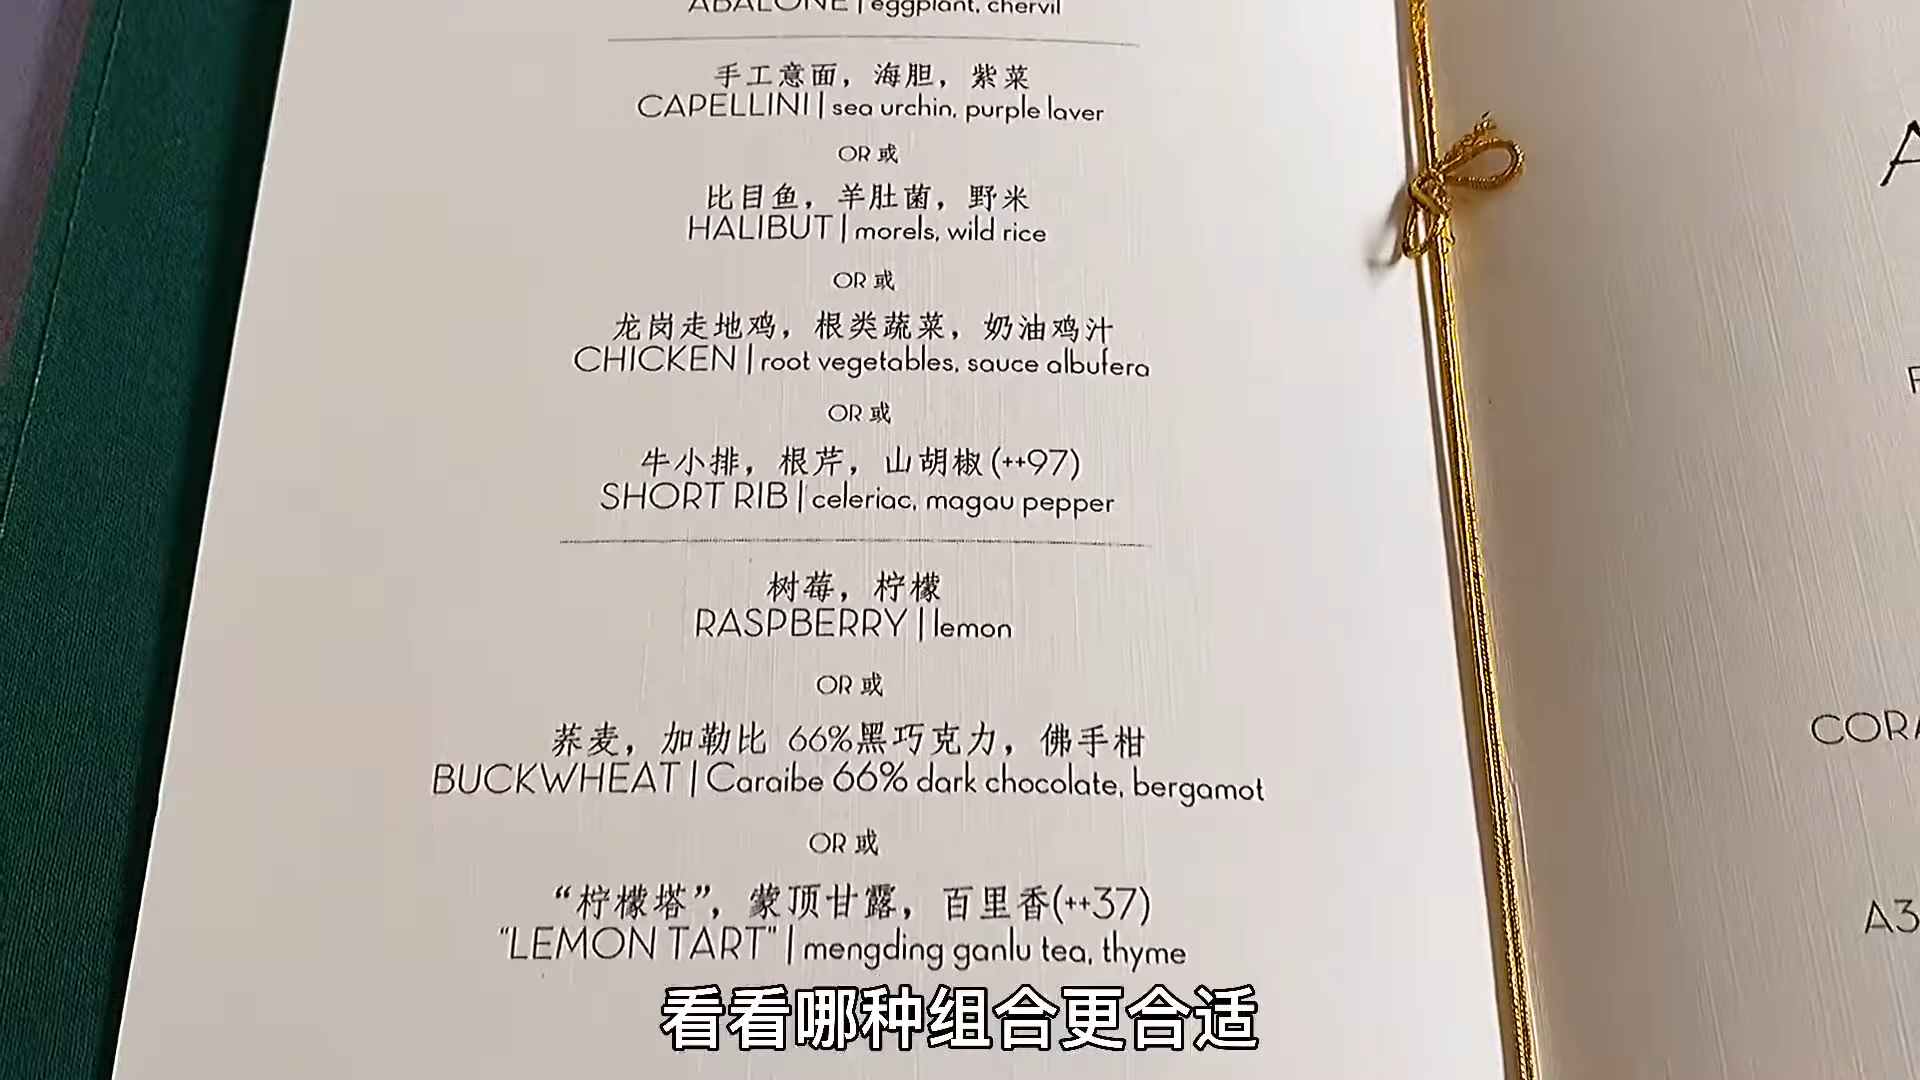 ABALONE | eggplant, chervil
手工意面，海胆，紫菜
CAPELLINI | sea urchin, purple laver
OR 或
比目鱼，羊肚菌，野米
HALIBUT | morels, wild rice
OR 或
龙岗走地鸡，根类蔬菜，奶油鸡汁
CHICKEN | root vegetables, sauce albufera
OR 或
牛小排，根芹，山胡椒(++97)
SHORT RIB | celeriac, magau pepper
树莓，柠檬
RASPBERRY | lemon
OR 或
荞麦，加勒比 66%黑巧克力，佛手柑
BUCKWHEAT | Caraibe 66% dark chocolate, bergamot
OR 或
“柠檬塔”，蒙顶甘露，百里香(++37)
"LEMON TART" | mengding ganlu tea, thyme
看看哪种组合更合适